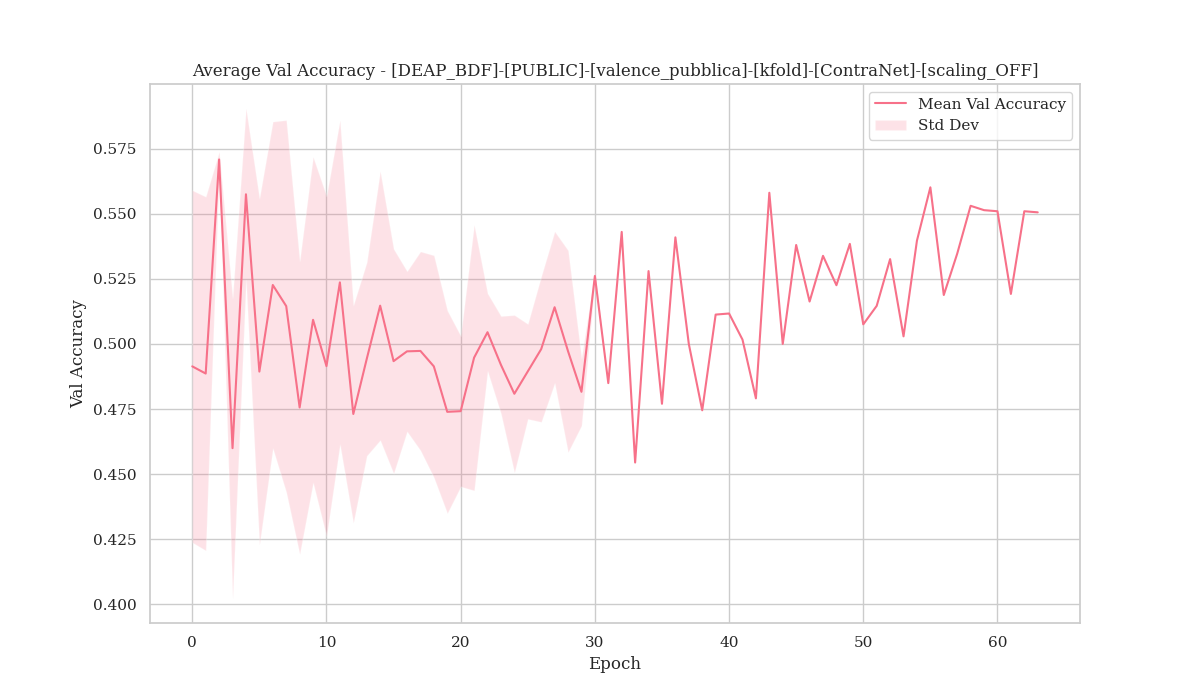 Average Val Accuracy - [DEAP_BDF]-[PUBLIC]-[valence_pubblica]-[kfold]-[ContraNet]-[scaling_OFF]
Mean Val Accuracy
Std Dev
Val Accuracy
0.575
0.550
0.525
0.500
0.475
0.450
0.425
0.400
0 10 20 30 40 50 60
Epoch